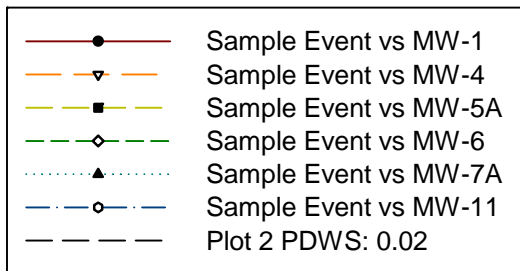 Sample Event vs MW-1
Sample Event vs MW-4
Sample Event vs MW-5A
Sample Event vs MW-6
Sample Event vs MW-7A
Sample Event vs MW-11
Plot 2 PDWS: 0.02